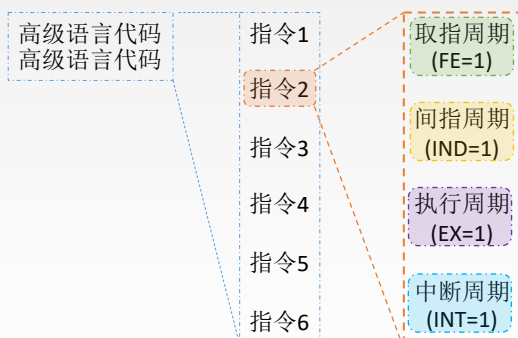 高级语言代码
高级语言代码
指令1
指令2
指令3
指令4
指令5
指令6
取指周期
(FE=1)
间指周期
(IND=1)
执行周期
(EX=1)
中断周期
(INT=1)